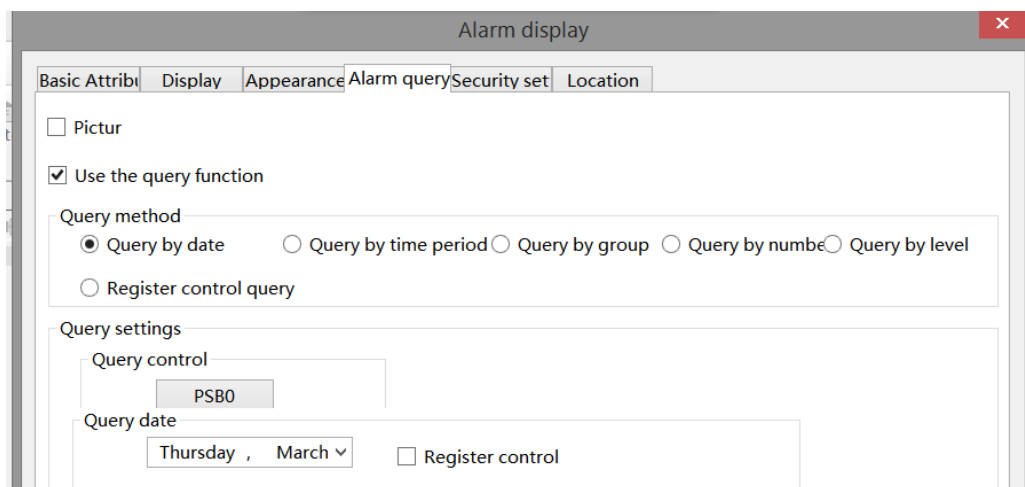 Alarm display
Basic Attribu Display Appearance Alarm query Security set Location
Pictur
Use the query function
Query method
Query by date Query by time period Query by group Query by numbe Query by level
Register control query
Query settings
Query control
PSB0
Query date
Thursday , March Register control